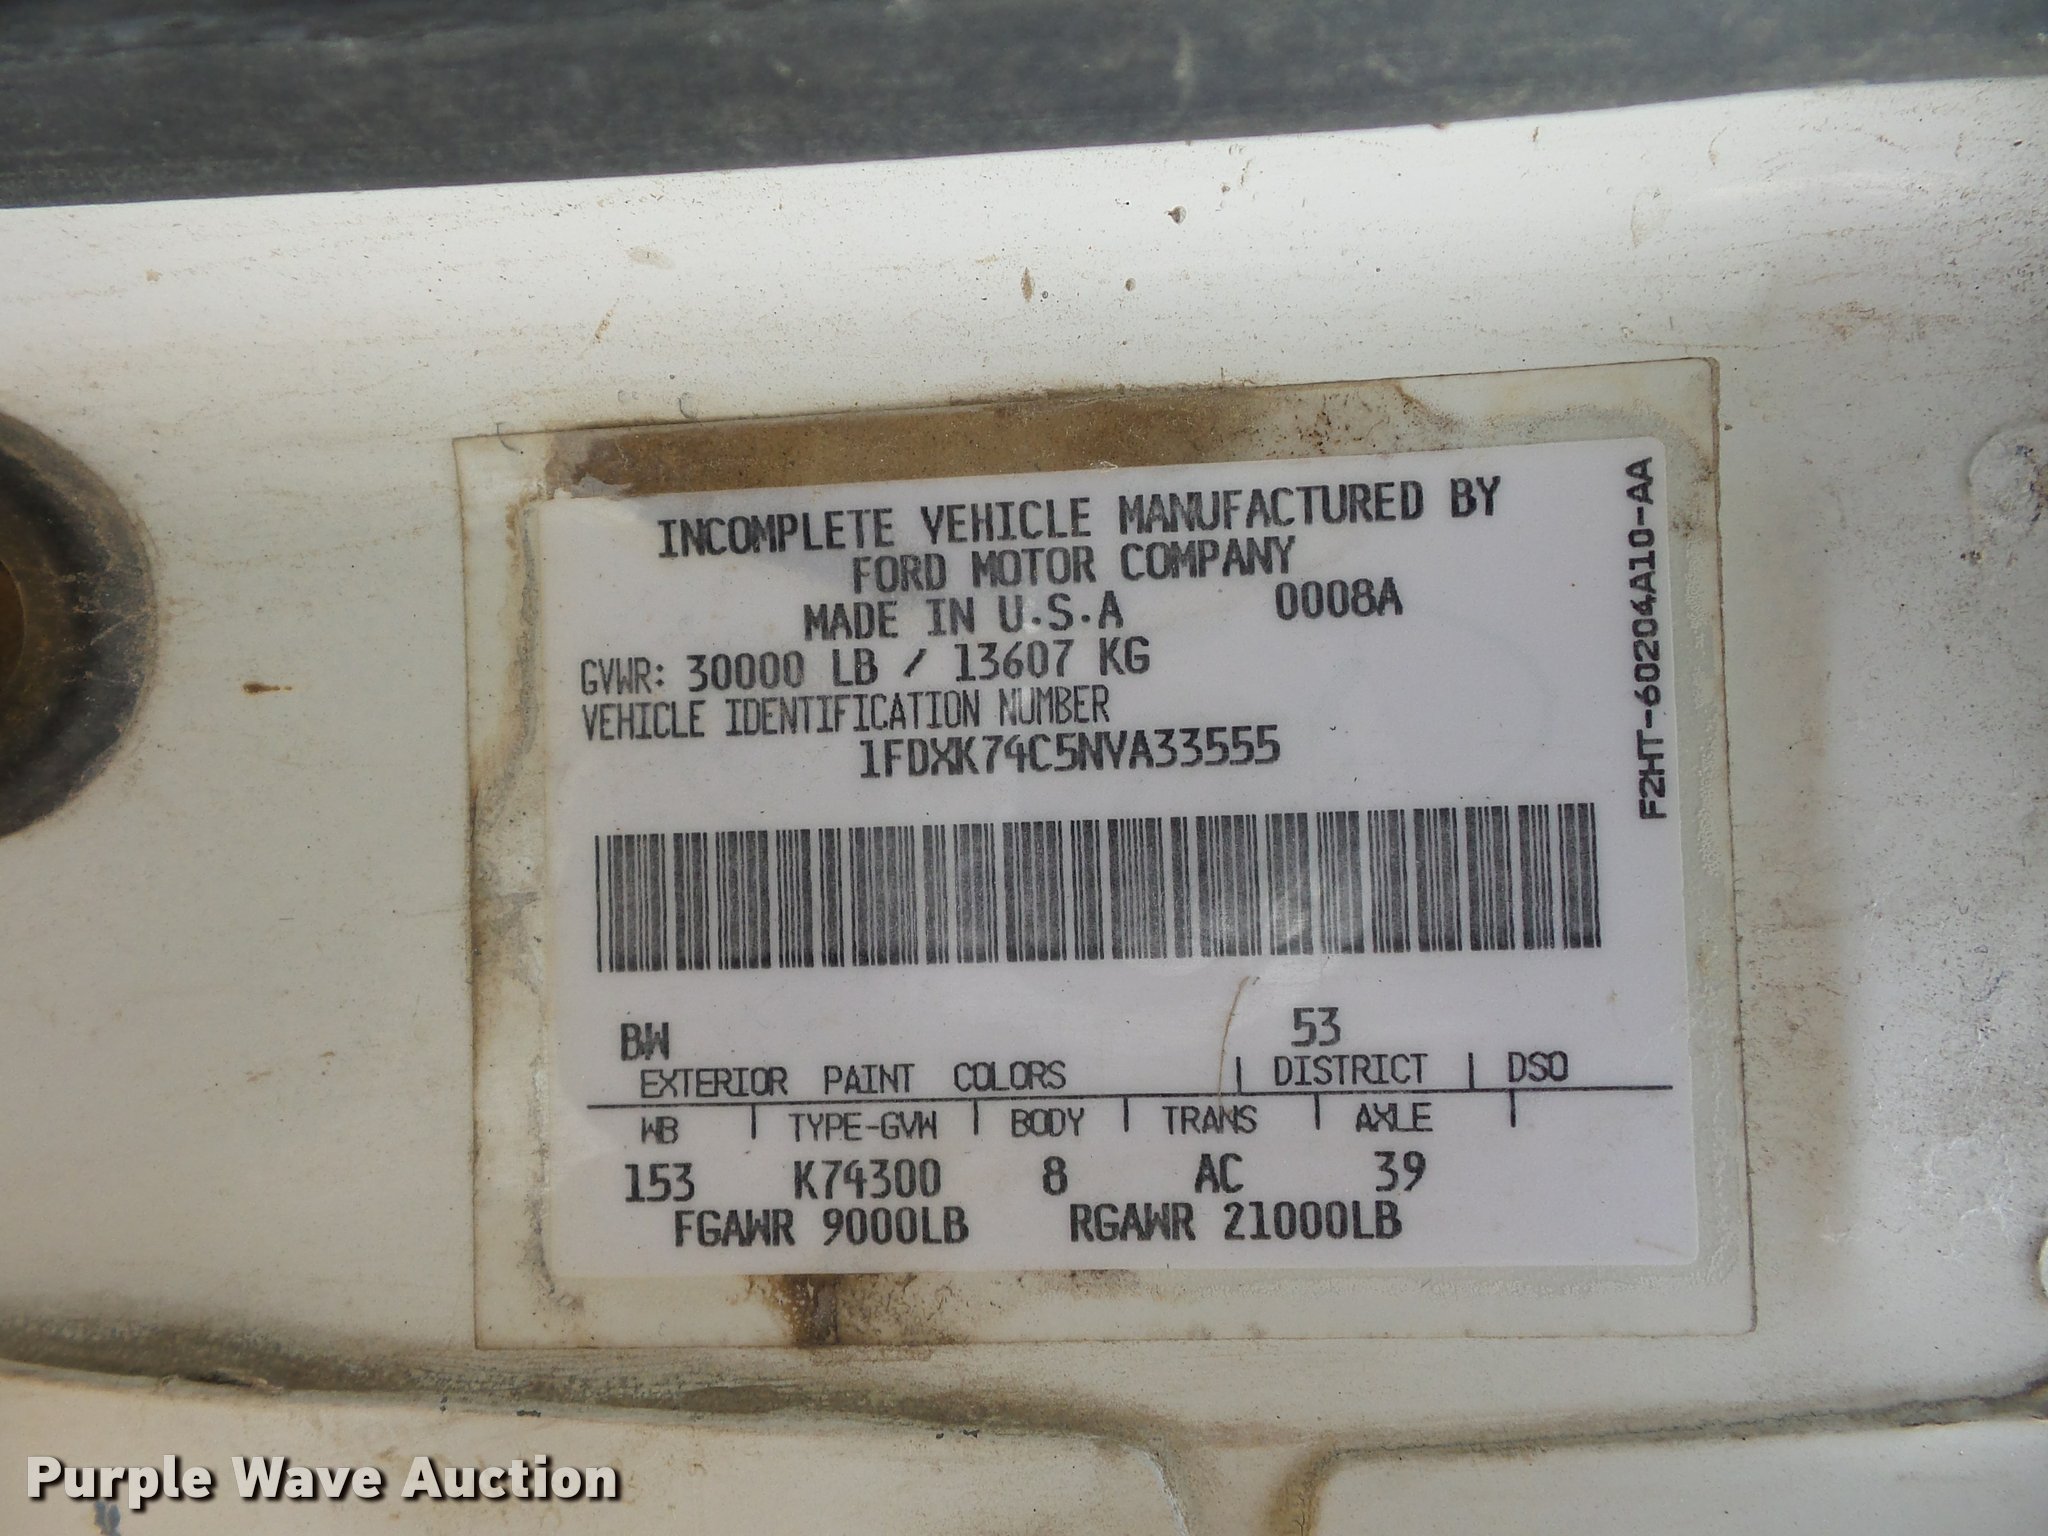 INCOMPLETE VEHICLE MANUFACTURED BY
FORD MOTOR COMPANY
MADE IN U.S.A 0008A
GVWR: 30000 LB / 13607 KG
VEHICLE IDENTIFICATION NUMBER
1FDXK74C5NVA33555
BW 53
EXTERIOR PAINT COLORS | DISTRICT | DSO
WB | TYPE-GVW | BODY | TRANS | AXLE |
153 K74300 8 AC 39
FGAWR 9000LB RGAWR 21000LB
F2HT-60204A10-AA
Purple Wave Auction